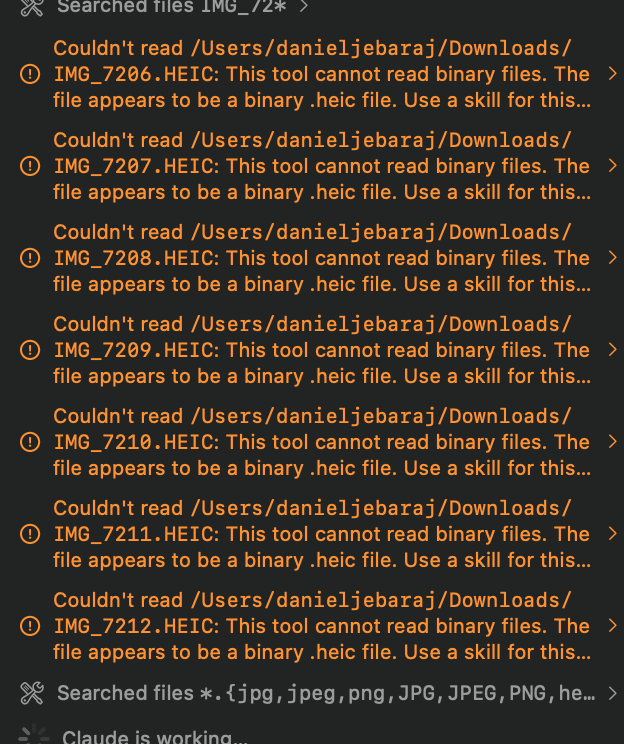 Searched files IMG_72*
Couldn't read /Users/danieljebaraj/Downloads/
IMG_7206.HEIC: This tool cannot read binary files. The
file appears to be a binary .heic file. Use a skill for this...
Couldn't read /Users/danieljebaraj/Downloads/
IMG_7207.HEIC: This tool cannot read binary files. The
file appears to be a binary .heic file. Use a skill for this...
Couldn't read /Users/danieljebaraj/Downloads/
IMG_7208.HEIC: This tool cannot read binary files. The
file appears to be a binary .heic file. Use a skill for this...
Couldn't read /Users/danieljebaraj/Downloads/
IMG_7209.HEIC: This tool cannot read binary files. The
file appears to be a binary .heic file. Use a skill for this...
Couldn't read /Users/danieljebaraj/Downloads/
IMG_7210.HEIC: This tool cannot read binary files. The
file appears to be a binary .heic file. Use a skill for this...
Couldn't read /Users/danieljebaraj/Downloads/
IMG_7211.HEIC: This tool cannot read binary files. The
file appears to be a binary .heic file. Use a skill for this...
Couldn't read /Users/danieljebaraj/Downloads/
IMG_7212.HEIC: This tool cannot read binary files. The
file appears to be a binary .heic file. Use a skill for this...
Searched files *.{jpg,jpeg,png,JPG,JPEG,PNG,he...
Claude is working...